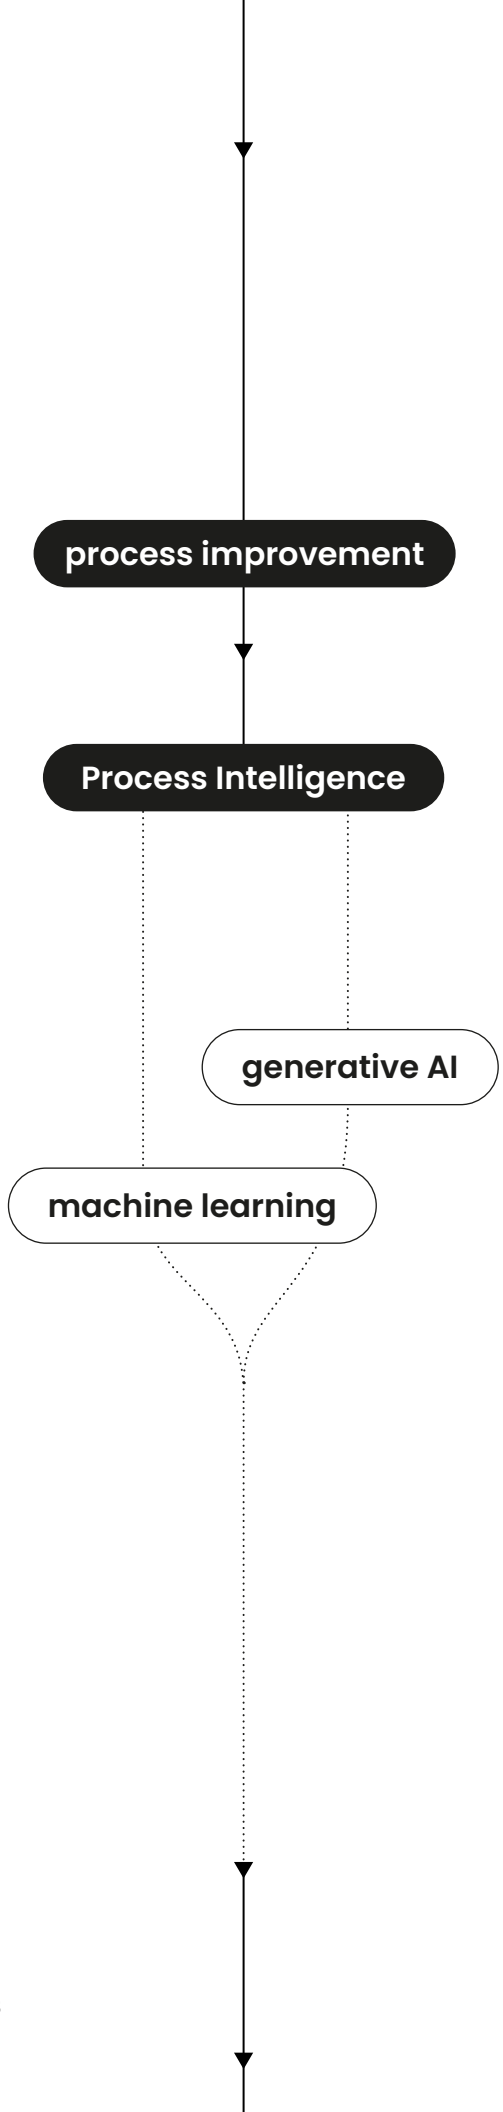 process improvement
Process Intelligence
generative AI
machine learning